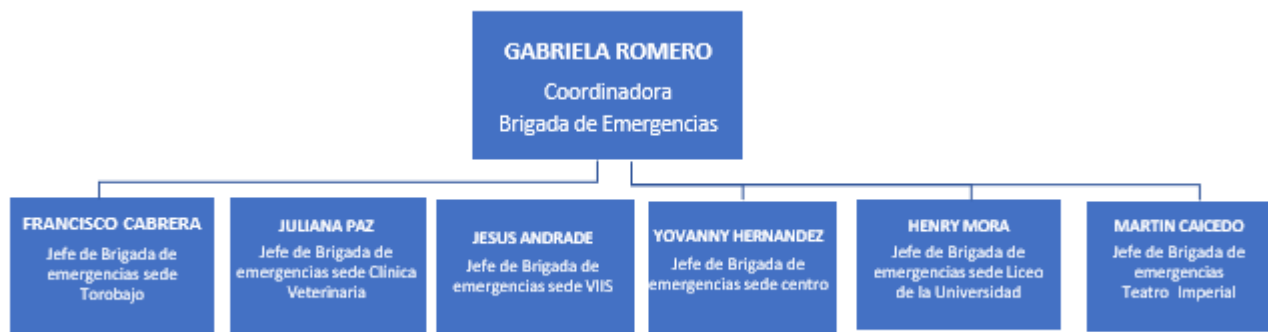 GABRIELA ROMERO
Coordinadora
Brigada de Emergencias
FRANCISCO CABRERA
Jefe de Brigada de
emergencias sede
Torobajo
JULIANA PAZ
Jefe de Brigada de
emergencias sede Clínica
Veterinaria
JESUS ANDRADE
Jefe de Brigada de
emergencias sede VIIS
YOVANNY HERNANDEZ
Jefe de Brigada de
emergencias sede centro
HENRY MORA
Jefe de Brigada de
emergencias sede Liceo
de la Universidad
MARTIN CAICEDO
Jefe de Brigada de
emergencias
Teatro Imperial